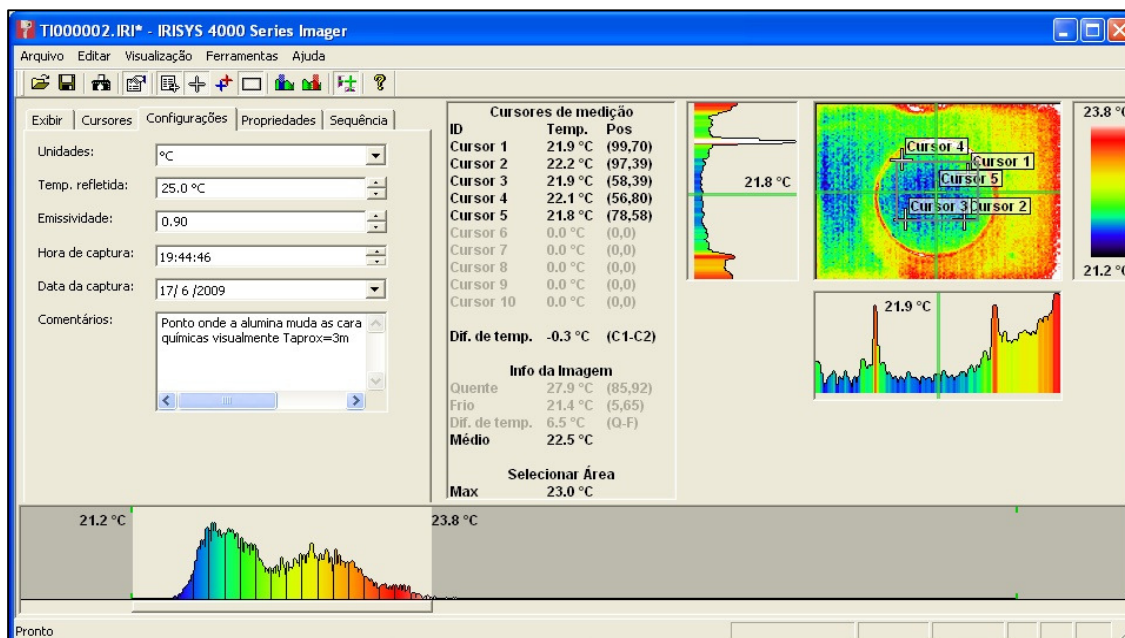 TI000002.IRI* - IRISYS 4000 Series Imager
Arquivo Editar Visualização Ferramentas Ajuda
Exibir Cursores Configurações Propriedades Sequência
Unidades: °C
Temp. refletida: 25.0 °C
Emissividade: 0.90
Hora de captura: 19:44:46
Data da captura: 17/ 6 /2009
Comentários: Ponto onde a alumina muda as cara
químicas visualmente Taprox=3m
Cursores de medição
ID Temp. Pos
Cursor 1 21.9 °C (99,70)
Cursor 2 22.2 °C (97,39)
Cursor 3 21.9 °C (58,39)
Cursor 4 22.1 °C (56,80)
Cursor 5 21.8 °C (78,58)
Cursor 6 0.0 °C (0,0)
Cursor 7 0.0 °C (0,0)
Cursor 8 0.0 °C (0,0)
Cursor 9 0.0 °C (0,0)
Cursor 10 0.0 °C (0,0)
Dif. de temp. -0.3 °C (C1-C2)
Info da Imagem
Quente 27.9 °C (85,92)
Frio 21.4 °C (5,65)
Dif. de temp. 6.5 °C (Q-F)
Médio 22.5 °C
Selecionar Área
Max 23.0 °C
21.8 °C
Cursor 4
Cursor 1
Cursor 5
Cursor 3 Cursor 2
23.8 °C
21.2 °C
21.9 °C
21.2 °C 23.8 °C
Pronto